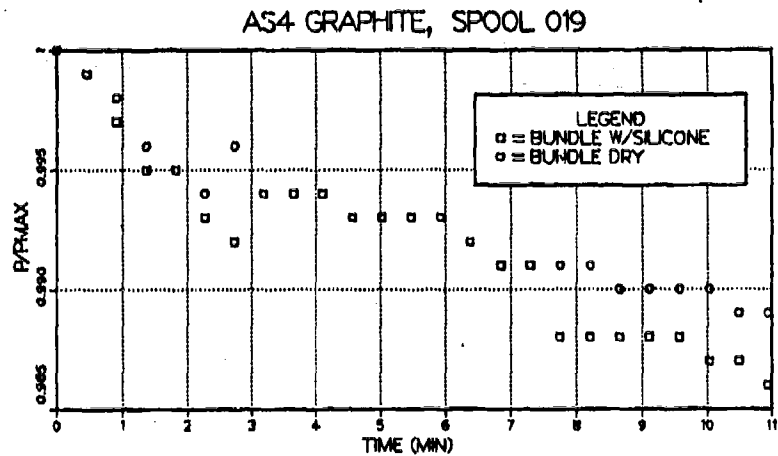 AS4 GRAPHITE, SPOOL 019
LEGEND
□ = BUNDLE W/SILICONE
○ = BUNDLE DRY
P/PMAX
0.995
0.990
0.985
0 1 2 3 4 5 6 7 8 9 10 11
TIME (MIN)